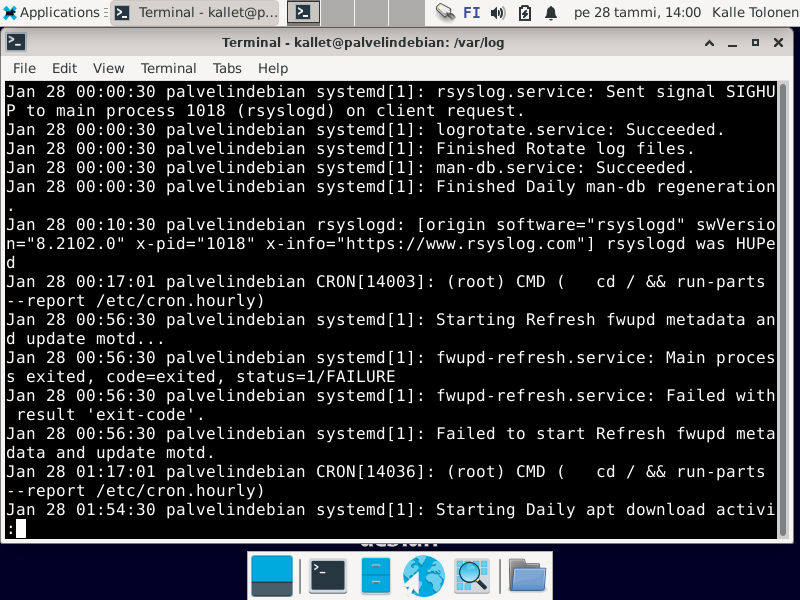 Applications
Terminal - kallet@p...
FI
pe 28 tammi, 14:00
Kalle Tolonen
Terminal - kallet@palvelindebian: /var/log
File Edit View Terminal Tabs Help
Jan 28 00:00:30 palvelindebian systemd[1]: rsyslog.service: Sent signal SIGHU
P to main process 1018 (rsyslogd) on client request.
Jan 28 00:00:30 palvelindebian systemd[1]: logrotate.service: Succeeded.
Jan 28 00:00:30 palvelindebian systemd[1]: Finished Rotate log files.
Jan 28 00:00:30 palvelindebian systemd[1]: man-db.service: Succeeded.
Jan 28 00:00:30 palvelindebian systemd[1]: Finished Daily man-db regeneration
.
Jan 28 00:10:30 palvelindebian rsyslogd: [origin software="rsyslogd" swVersio
n="8.2102.0" x-pid="1018" x-info="https://www.rsyslog.com"] rsyslogd was HUPe
d
Jan 28 00:17:01 palvelindebian CRON[14003]: (root) CMD (   cd / && run-parts
--report /etc/cron.hourly)
Jan 28 00:56:30 palvelindebian systemd[1]: Starting Refresh fwupd metadata an
d update motd...
Jan 28 00:56:30 palvelindebian systemd[1]: fwupd-refresh.service: Main proces
s exited, code=exited, status=1/FAILURE
Jan 28 00:56:30 palvelindebian systemd[1]: fwupd-refresh.service: Failed with
 result 'exit-code'.
Jan 28 00:56:30 palvelindebian systemd[1]: Failed to start Refresh fwupd meta
data and update motd.
Jan 28 01:17:01 palvelindebian CRON[14036]: (root) CMD (   cd / && run-parts
--report /etc/cron.hourly)
Jan 28 01:54:30 palvelindebian systemd[1]: Starting Daily apt download activi
: